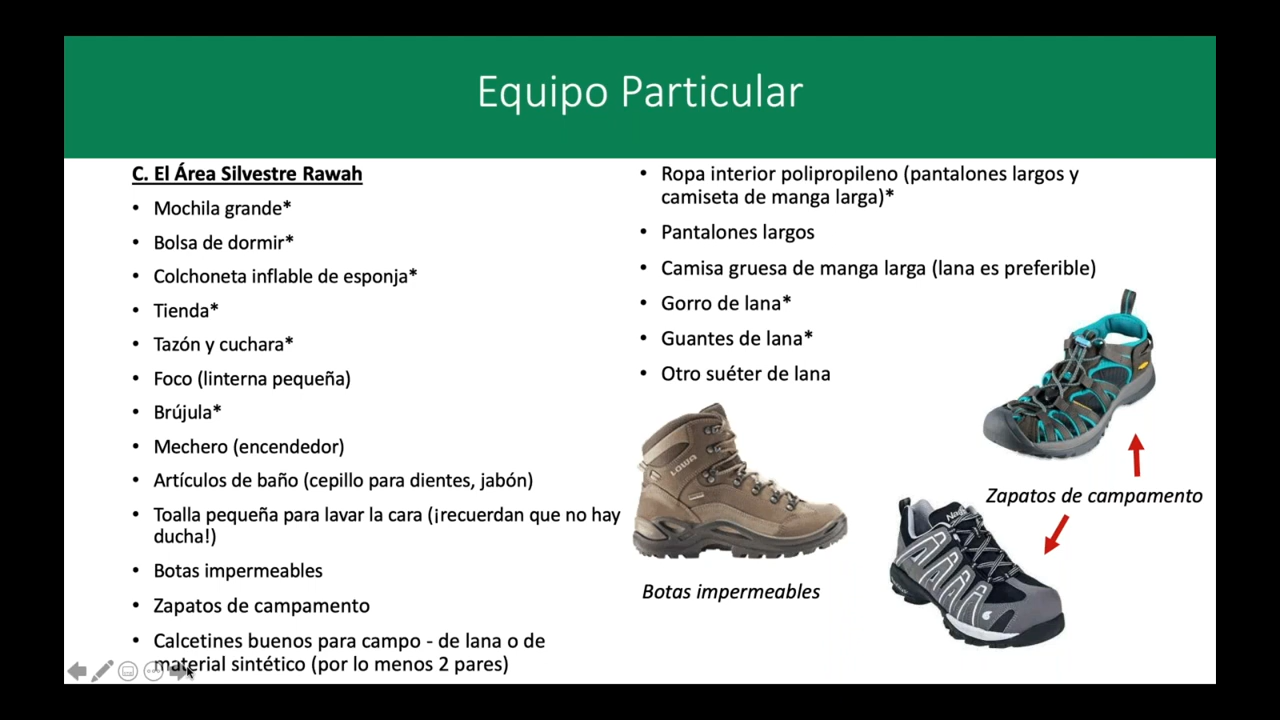 Equipo Particular
C. El Área Silvestre Rawah
• Mochila grande*
• Bolsa de dormir*
• Colchoneta inflable de esponja*
• Tienda*
• Tazón y cuchara*
• Foco (linterna pequeña)
• Brújula*
• Mechero (encendedor)
• Artículos de baño (cepillo para dientes, jabón)
• Toalla pequeña para lavar la cara (¡recuerdan que no hay
ducha!)
• Botas impermeables
• Zapatos de campamento
• Calcetines buenos para campo - de lana o de
material sintético (por lo menos 2 pares)
• Ropa interior polipropileno (pantalones largos y
camiseta de manga larga)*
• Pantalones largos
• Camisa gruesa de manga larga (lana es preferible)
• Gorro de lana*
• Guantes de lana*
• Otro suéter de lana
LOWA
Botas impermeables
Zapatos de campamento